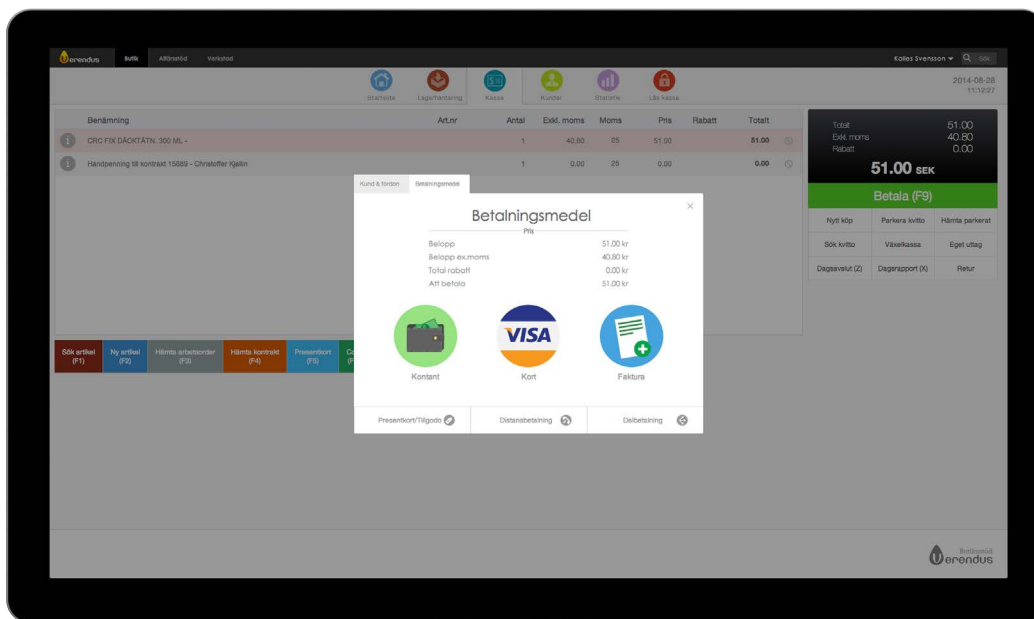 Verendus Butik Affärsstöd Verkstad Kalles Svensson Sök
Startsida Lagerhantering Kassa Kunder Statistik Lås kassa
2014-08-28
11:12:27
Benämning Art.nr Antal Exkl. moms Moms Pris Rabatt Totalt
CRC FIX DÄCKTÄTN. 300 ML - 1 40.80 25 51.00 51.00
Handpenning till kontrakt 15889 - Christoffer Kjellin 1 0.00 25 0.00 0.00
Totalt 51.00
Exkl. moms 40.80
Rabatt 0.00
51.00 SEK
Betala (F9)
Nytt köp Parkera kvitto Hämta parkerat
Sök kvitto Växelkassa Eget uttag
Dagsavslut (Z) Dagsrapport (X) Retur
Kund & fordon Betalningsmedel
Betalningsmedel
Pris
Belopp 51.00 kr
Belopp ex.moms 40.80 kr
Total rabatt 0.00 kr
Att betala 51.00 kr
VISA
Kontant Kort Faktura
Presentkort/Tillgodo Distansbetalning Delbetalning
Sök artikel (F1)
Ny artikel (F2)
Hämta arbetsorder (F3)
Hämta kontrakt (F4)
Presentkort (F5)
Butiksstöd
Verendus